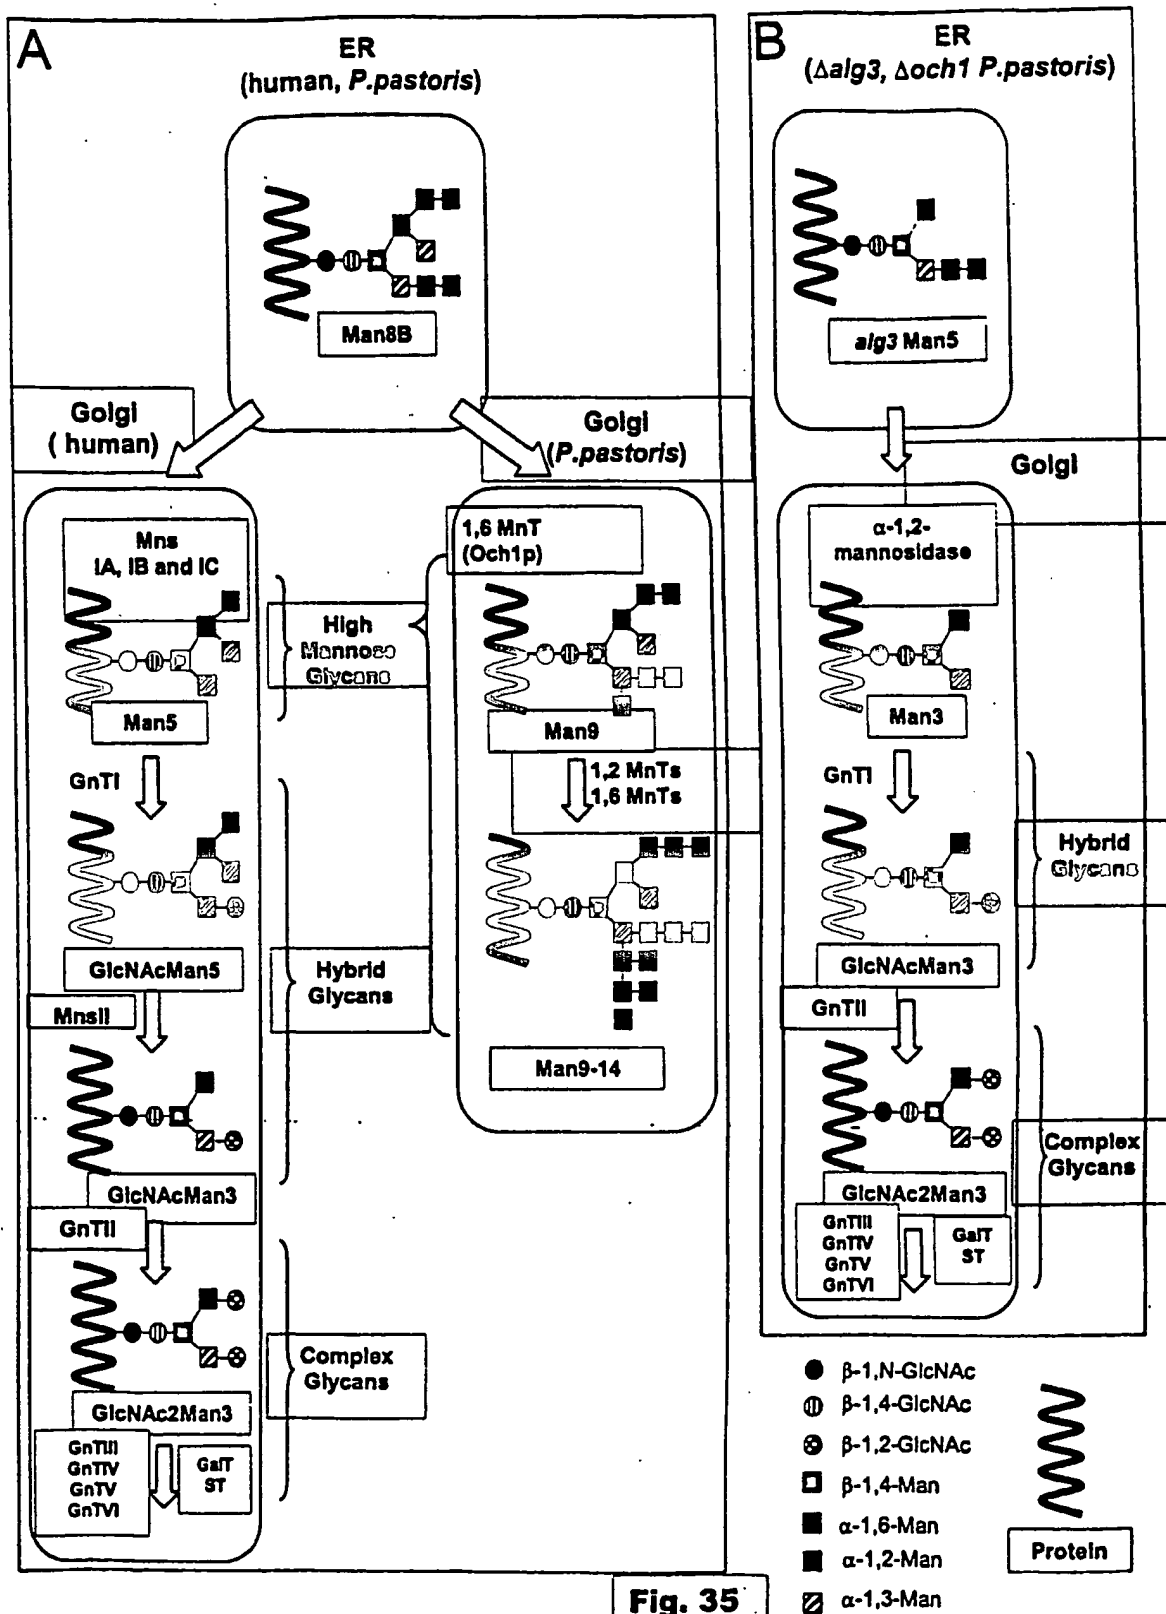 A
ER
(human, P.pastoris)
Man8B
Golgi
( human)
Golgi
(P.pastoris)
Mns
IA, IB and IC
Man5
GnTI
GlcNAcMan5
MnsII
GlcNAcMan3
GnTII
GlcNAc2Man3
GnTIII
GnTIV
GnTV
GnTVI
GalT
ST
High
Mannose
Glycans
Hybrid
Glycans
Complex
Glycans
1,6 MnT
(Och1p)
Man9
1,2 MnTs
1,6 MnTs
Man9-14
B
ER
(Δalg3, Δoch1 P.pastoris)
alg3 Man5
Golgi
α-1,2-
mannosidase
Man3
GnTI
GlcNAcMan3
GnTII
GlcNAc2Man3
GnTIII
GnTIV
GnTV
GnTVI
GalT
ST
Hybrid
Glycans
Complex
Glycans
β-1,N-GlcNAc
β-1,4-GlcNAc
β-1,2-GlcNAc
β-1,4-Man
α-1,6-Man
α-1,2-Man
α-1,3-Man
Protein
Fig. 35